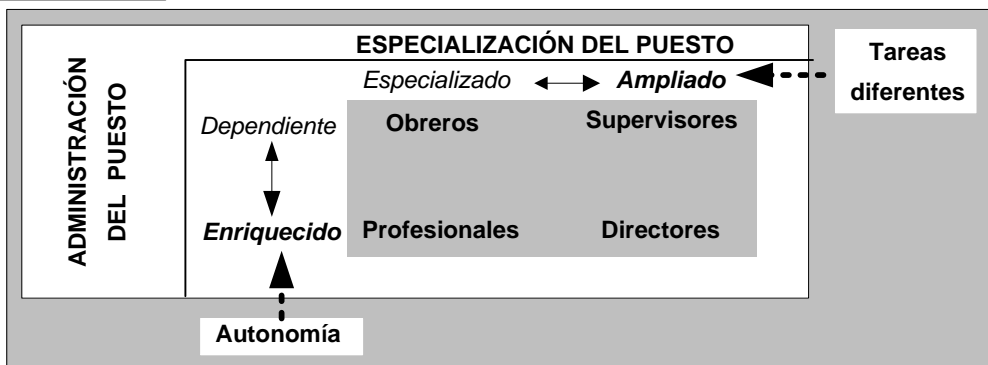 ESPECIALIZACIÓN DEL PUESTO
Especializado Ampliado
Tareas
diferentes
ADMINISTRACIÓN
DEL PUESTO
Dependiente Obreros Supervisores
Enriquecido Profesionales Directores
Autonomía